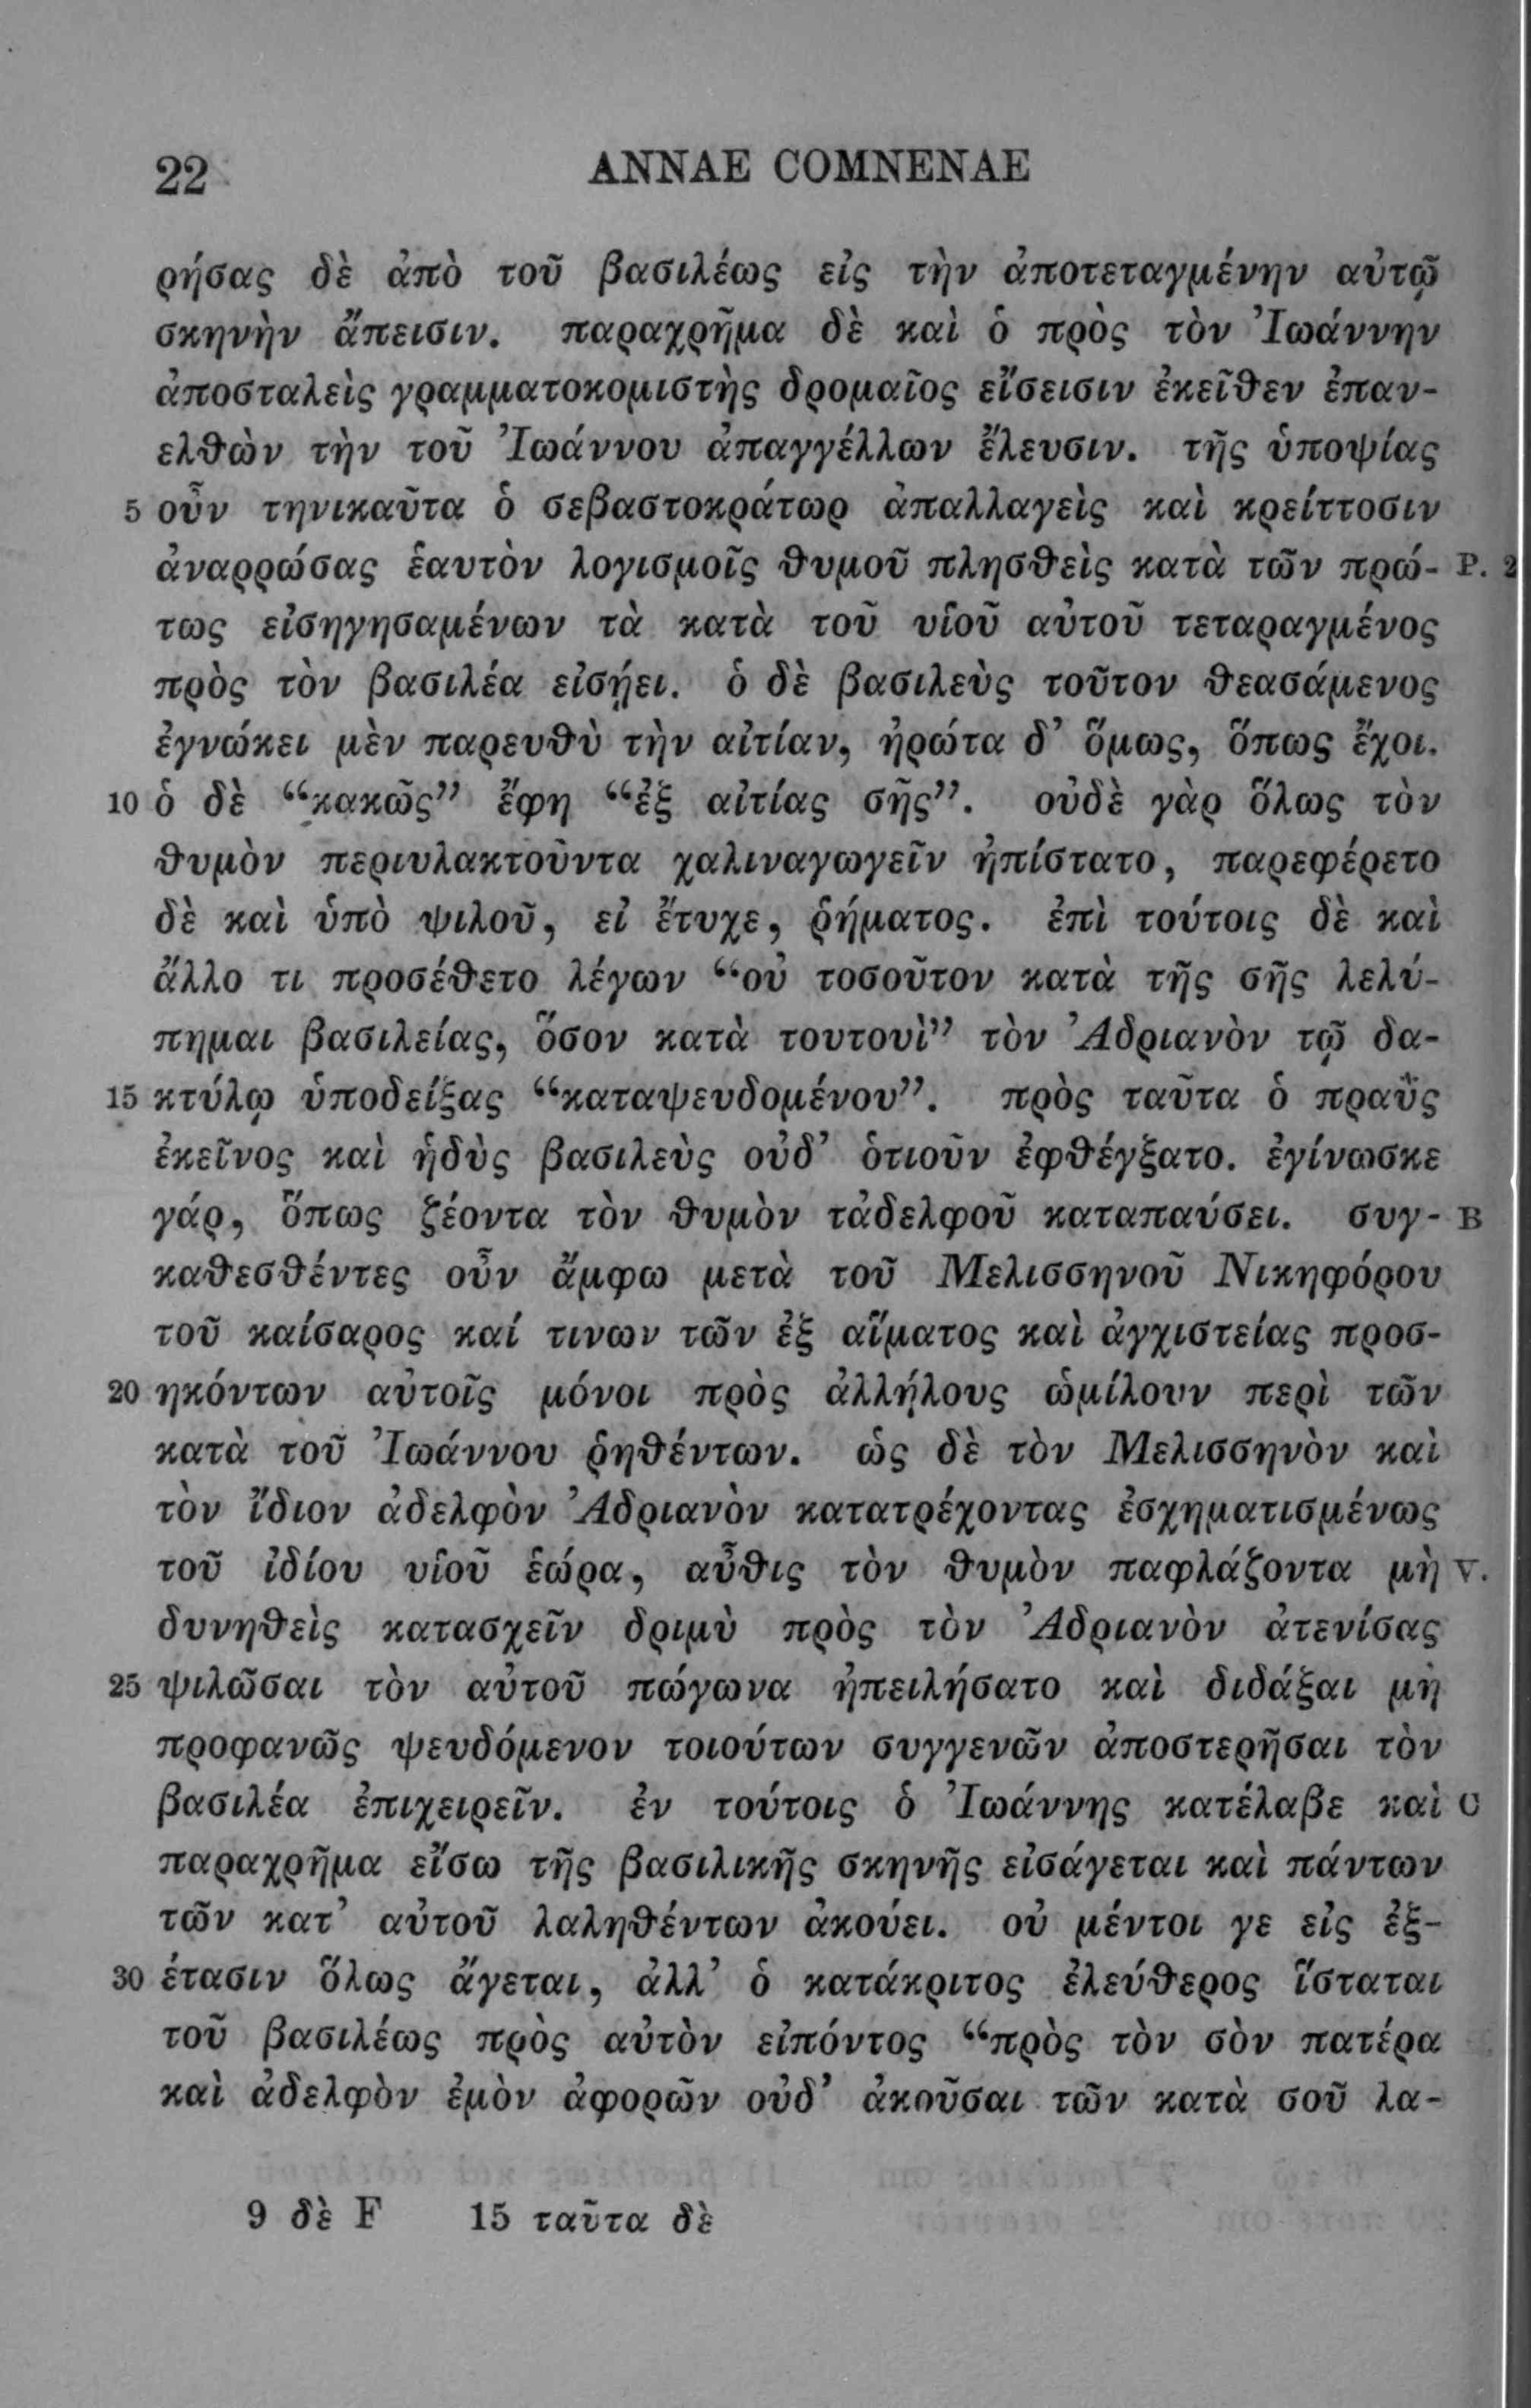 22 ANNAE COMNENAE
ρήσας δὲ ἀπὸ τοῦ βασιλέως εἰς τὴν ἀποτεταγμένην αὐτῷ
σκηνὴν ἄπεισιν. παραχρῆμα δὲ καὶ ὁ πρὸς τὸν Ἰωάννην
ἀποσταλεὶς γραμματοκομιστὴς δρομαῖος εἴσεισιν ἐκεῖθεν ἐπαν-
ελθὼν τὴν τοῦ Ἰωάννου ἀπαγγέλλων ἔλευσιν. τῆς ὑποψίας
5 οὖν τηνικαῦτα ὁ σεβαστοκράτωρ ἀπαλλαγεὶς καὶ κρείττοσιν
ἀναρρώσας ἑαυτὸν λογισμοῖς θυμοῦ πλησθεὶς κατὰ τῶν πρώ- P. 2
τως εἰσηγησαμένων τὰ κατὰ τοῦ υἱοῦ αὐτοῦ τεταραγμένος
πρὸς τὸν βασιλέα εἰσῄει. ὁ δὲ βασιλεὺς τοῦτον θεασάμενος
ἐγνώκει μὲν παρευθὺ τὴν αἰτίαν, ἠρώτα δ’ ὅμως, ὅπως ἔχοι.
10 ὁ δὲ “κακῶς” ἔφη “ἐξ αἰτίας σῆς”. οὐδὲ γὰρ ὅλως τὸν
θυμὸν περιυλακτοῦντα χαλιναγωγεῖν ἠπίστατο, παρεφέρετο
δὲ καὶ ὑπὸ ψιλοῦ, εἰ ἔτυχε, ῥήματος. ἐπὶ τούτοις δὲ καὶ
ἄλλο τι προσέθετο λέγων “οὐ τοσοῦτον κατὰ τῆς σῆς λελύ-
πημαι βασιλείας, ὅσον κατὰ τουτουὶ” τὸν Ἀδριανὸν τῷ δα-
15 κτύλῳ ὑποδείξας “καταψευδομένου”. πρὸς ταῦτα ὁ πραῢς
ἐκεῖνος καὶ ἡδὺς βασιλεὺς οὐδ’ ὁτιοῦν ἐφθέγξατο. ἐγίνωσκε
γάρ, ὅπως ζέοντα τὸν θυμὸν τἀδελφοῦ καταπαύσει. συγ- B
καθεσθέντες οὖν ἄμφω μετὰ τοῦ Μελισσηνοῦ Νικηφόρου
τοῦ καίσαρος καί τινων τῶν ἐξ αἵματος καὶ ἀγχιστείας προσ-
20 ηκόντων αὐτοῖς μόνοι πρὸς ἀλλήλους ὡμίλουν περὶ τῶν
κατὰ τοῦ Ἰωάννου ῥηθέντων. ὡς δὲ τὸν Μελισσηνὸν καὶ
τὸν ἴδιον ἀδελφὸν Ἀδριανὸν κατατρέχοντας ἐσχηματισμένως
τοῦ ἰδίου υἱοῦ ἑώρα, αὖθις τὸν θυμὸν παφλάζοντα μὴ V.
δυνηθεὶς κατασχεῖν δριμὺ πρὸς τὸν Ἀδριανὸν ἀτενίσας
25 ψιλῶσαι τὸν αὐτοῦ πώγωνα ἠπειλήσατο καὶ διδάξαι μὴ
προφανῶς ψευδόμενον τοιούτων συγγενῶν ἀποστερῆσαι τὸν
βασιλέα ἐπιχειρεῖν. ἐν τούτοις ὁ Ἰωάννης κατέλαβε καὶ C
παραχρῆμα εἴσω τῆς βασιλικῆς σκηνῆς εἰσάγεται καὶ πάντων
τῶν κατ’ αὐτοῦ λαληθέντων ἀκούει. οὐ μέντοι γε εἰς ἐξ-
30 έτασιν ὅλως ἄγεται, ἀλλ’ ὁ κατάκριτος ἐλεύθερος ἵσταται
τοῦ βασιλέως πρὸς αὐτὸν εἰπόντος “πρὸς τὸν σὸν πατέρα
καὶ ἀδελφὸν ἐμὸν ἀφορῶν οὐδ’ ἀκοῦσαι τῶν κατὰ σοῦ λα-
9 δὲ F 15 ταῦτα δὲ